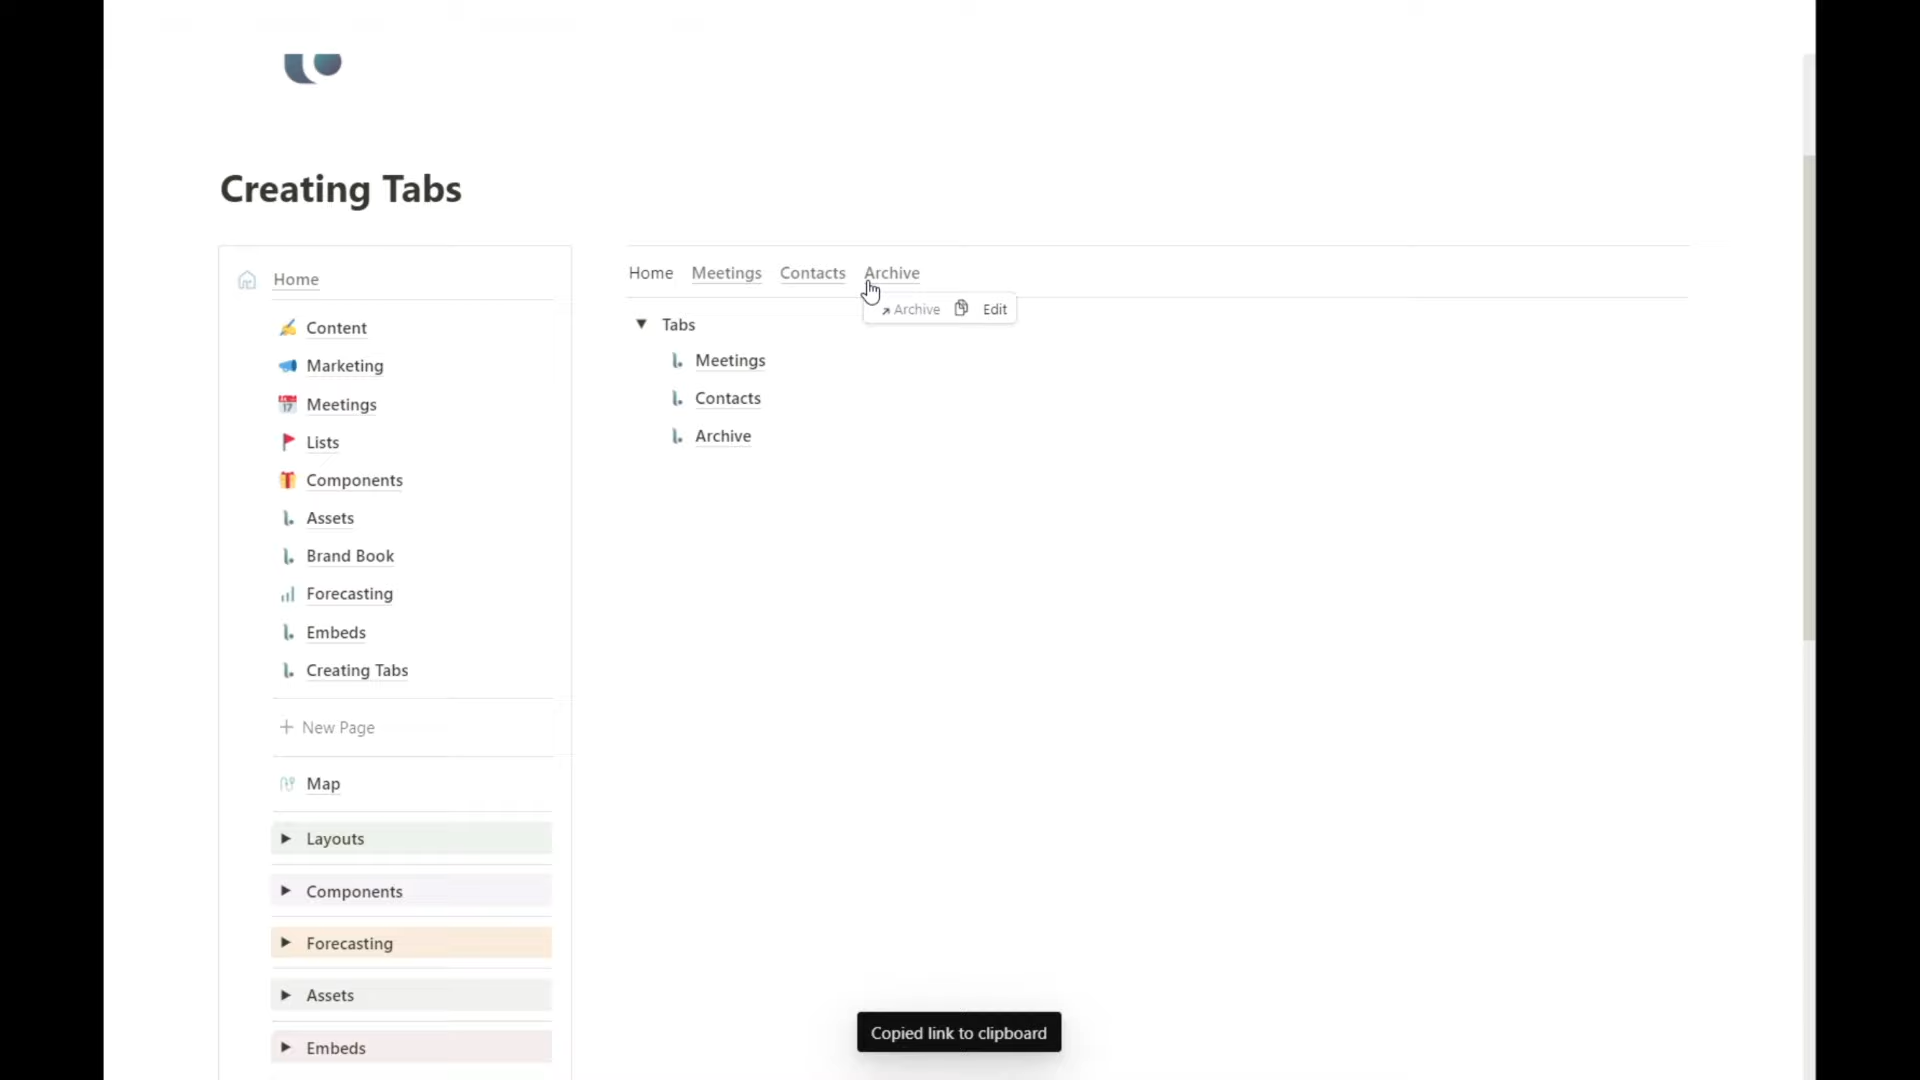 Creating Tabs
Home
Content
Marketing
Meetings
Lists
Components
Assets
Brand Book
Forecasting
Embeds
Creating Tabs
New Page
Map
Layouts
Components
Forecasting
Assets
Embeds
Home Meetings Contacts Archive
Archive Edit
Tabs
Meetings
Contacts
Archive
Copied link to clipboard